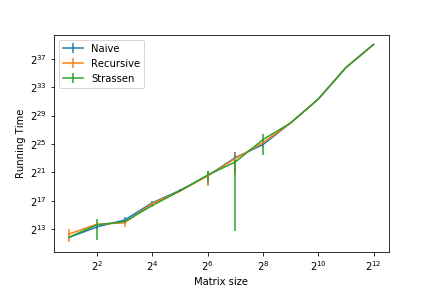 Naive
Recursive
Strassen
2^37
2^33
2^29
2^25
2^21
2^17
2^13
Running Time
2^2 2^4 2^6 2^8 2^10 2^12
Matrix size